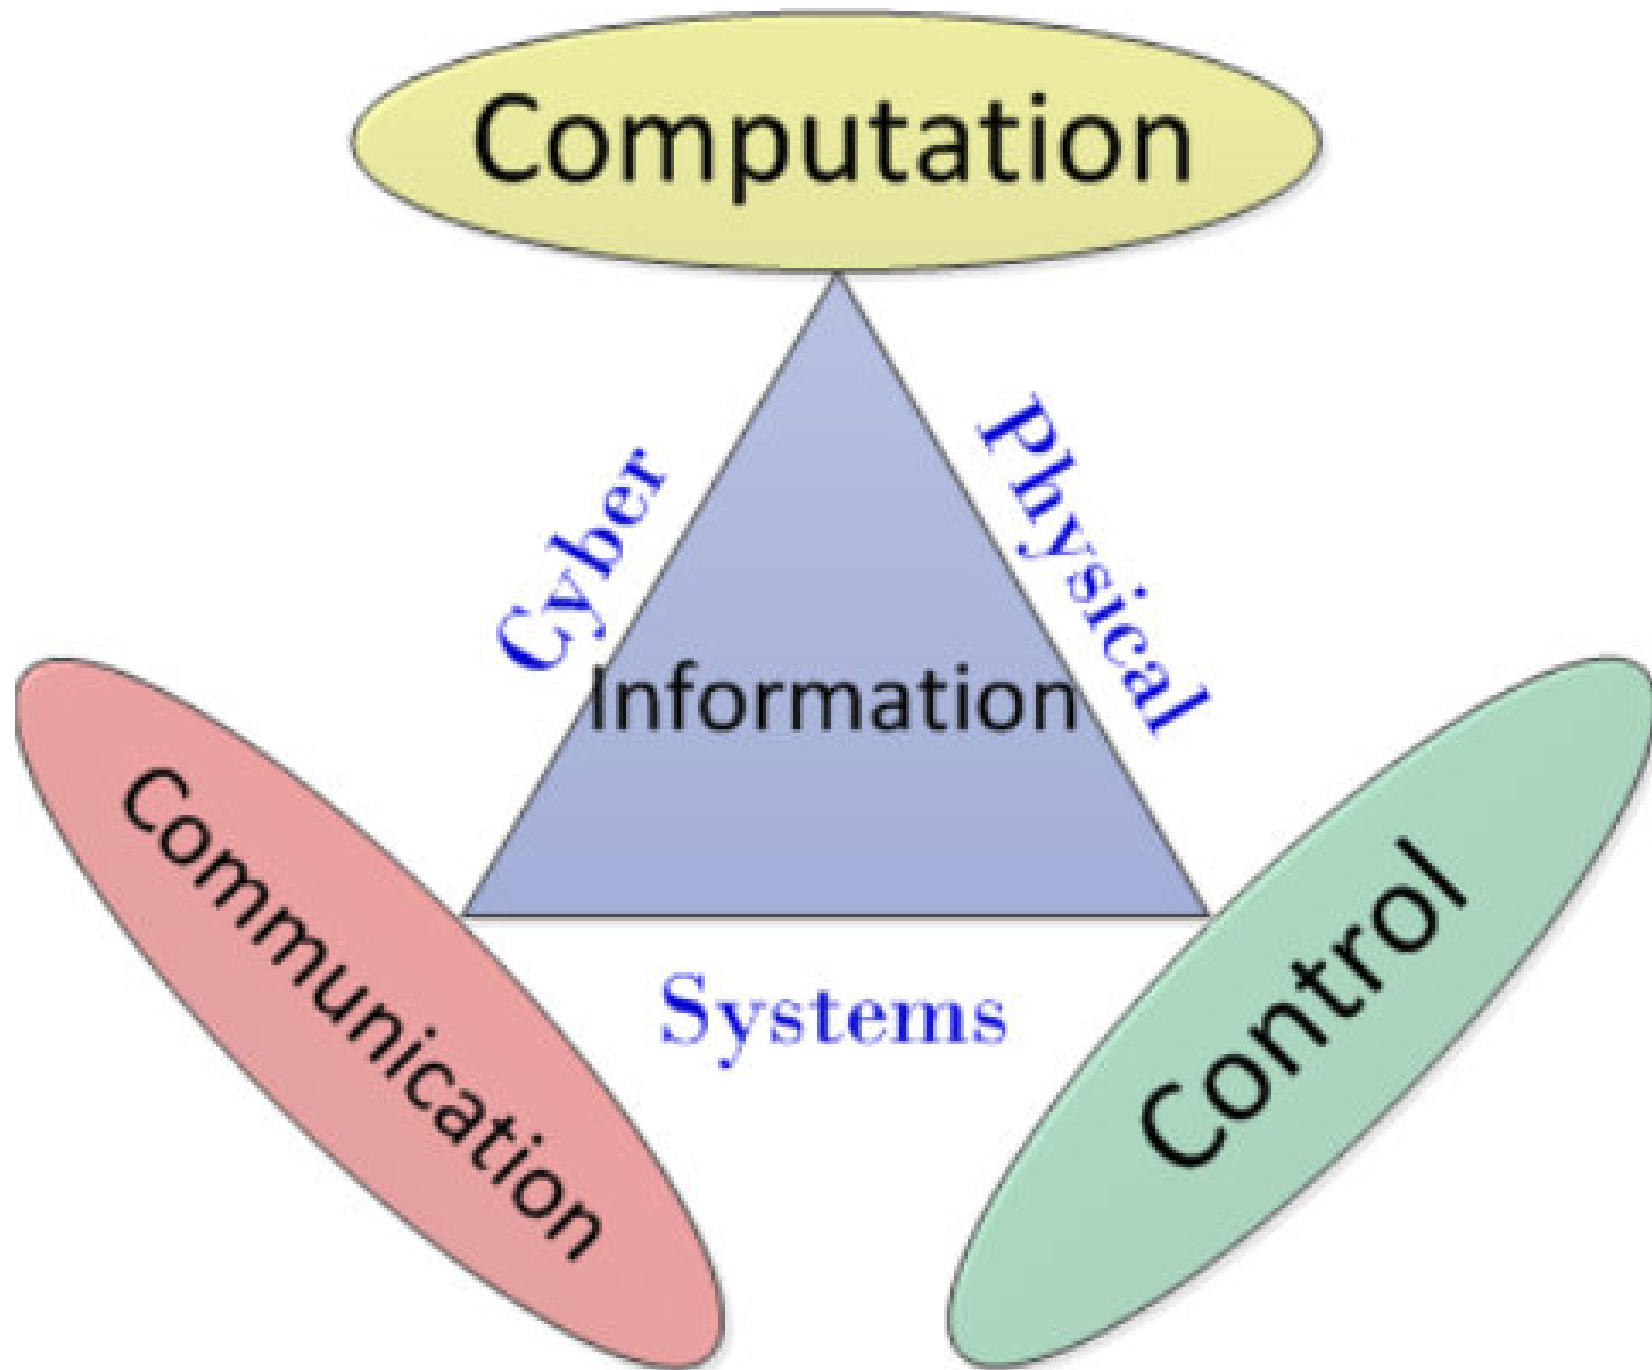 Computation
Cyber
Physical
Information
Communication
Systems
Control